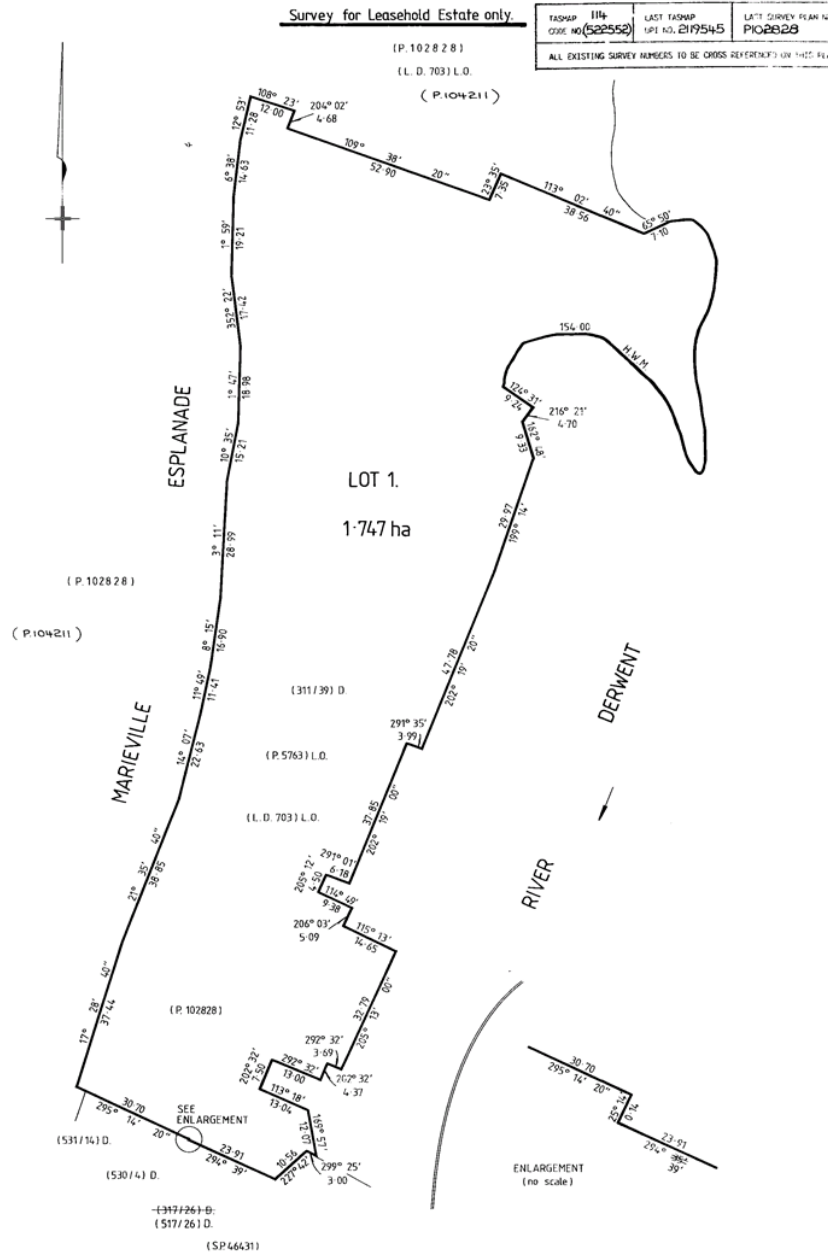 Survey for Leasehold Estate only.
TASMAP 114
CODE NO.(522552)
LAST TASMAP
UPI NO. 2119545
LAST SURVEY PLAN
P102828
ALL EXISTING SURVEY NUMBERS TO BE CROSS REFERENCED ON THIS
(P.102828)
(L.D. 703) L.O.
(P.104211)
108° 23'
12·00
204° 02'
4·68
12° 53'
11·28
109° 38' 20"
52·90
23° 35'
7·35
113° 02' 40"
38·56
65° 50'
7·10
6° 38'
14·63
1° 59'
19·21
352° 22'
17·42
154·00
H.W.M.
1° 47'
18·98
124° 31'
9·24
216° 21'
4·70
162° 48'
9·33
10° 35'
15·21
ESPLANADE
LOT 1.
1·747 ha
29·97
199° 14'
3° 11'
28·99
(P.102828)
(P.104211)
8° 15'
16·90
11° 49'
11·41
47·78
202° 19' 20"
DERWENT
(311/39) D.
291° 35'
3·99
14° 07'
22·63
MARIEVILLE
(P.5763) L.O.
(L.D. 703) L.O.
37·85
202° 19' 00"
21° 35' 40"
38·85
291° 01'
6·18
205° 12'
4·50
114° 49'
9·38
206° 03'
5·09
115° 13'
14·65
RIVER
17° 28' 40"
37·44
(P.102828)
32·79
205° 13' 00"
292° 32'
3·69
202° 32'
7·50
292° 32'
13·00
202° 32'
4·37
113° 18'
13·04
169° 57'
12·07
30·70
295° 14' 20"
SEE
ENLARGEMENT
23·91
294° 39'
10·56
227° 42'
299° 25'
3·00
(531/14) D.
(530/4) D.
(317/26) D.
(517/26) D.
(S.P.46431)
30·70
295° 14' 20"
25° 14'
0·14
23·91
294°
39'
ENLARGEMENT
(no scale)